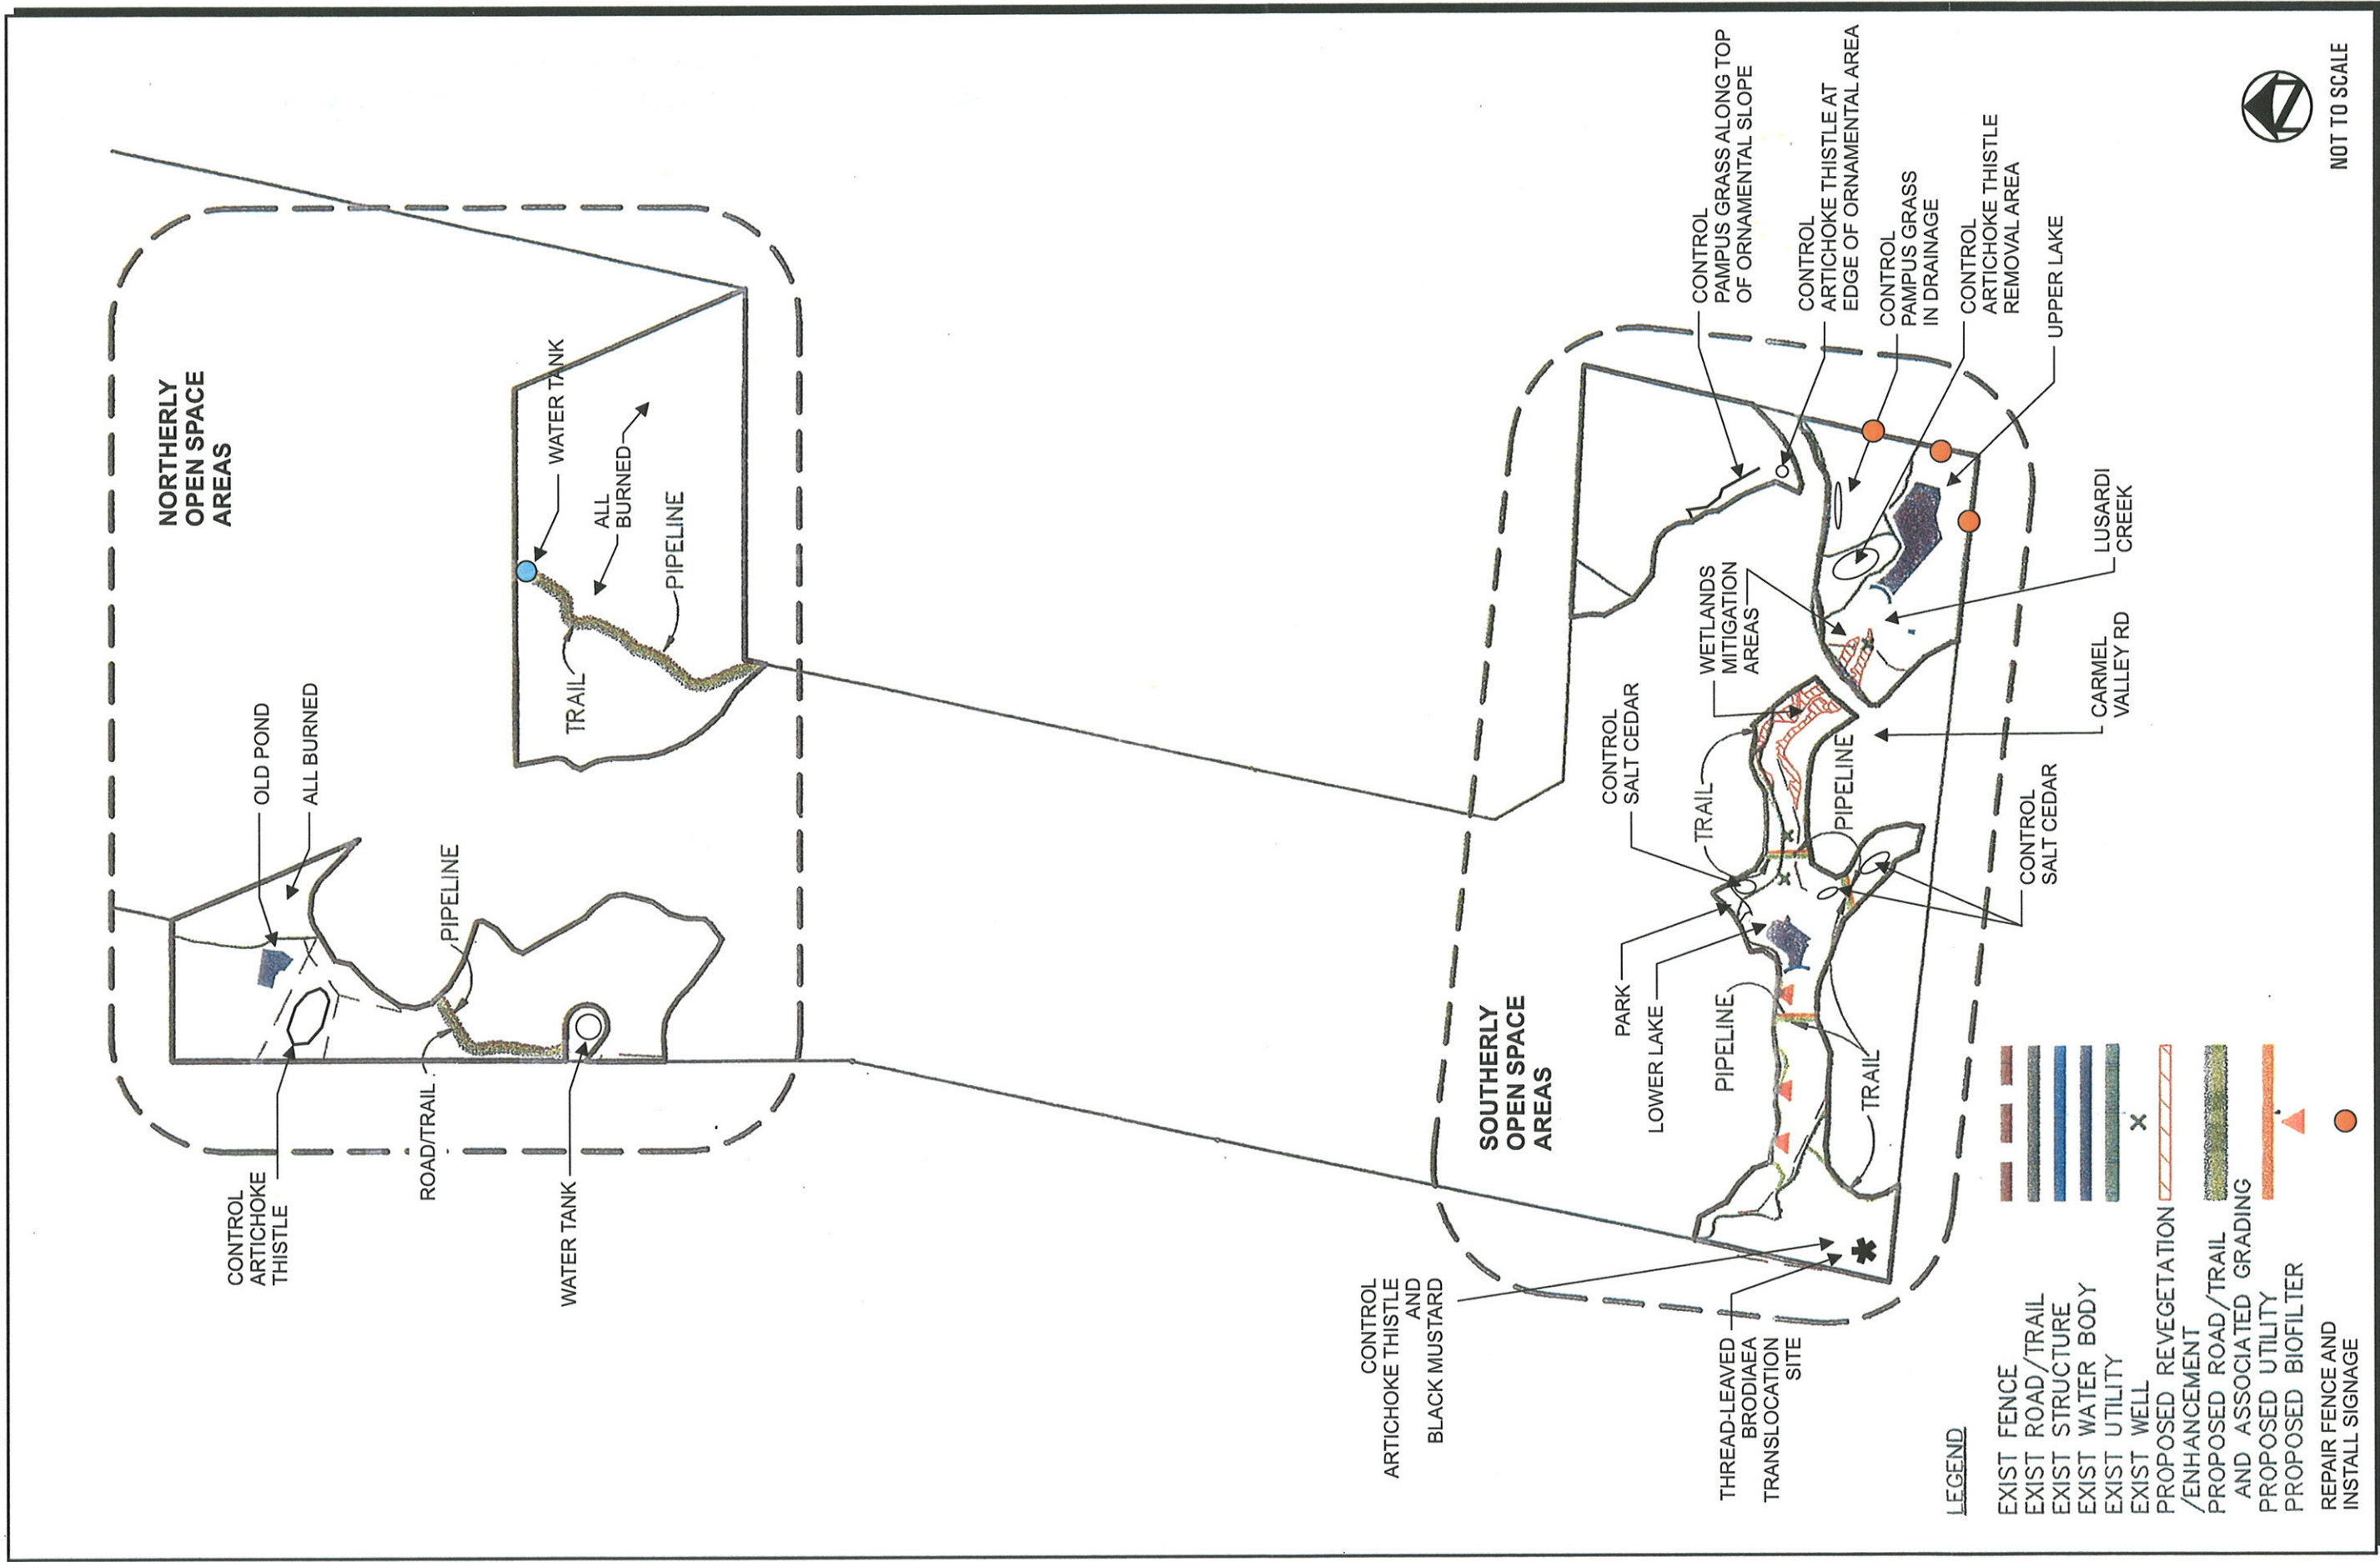 NORTHERLY
OPEN SPACE
AREAS
OLD POND
ALL BURNED
PIPELINE
CONTROL
ARTICHOKE
THISTLE
ROAD/TRAIL
WATER TANK
WATER TANK
ALL
BURNED
PIPELINE
TRAIL
SOUTHERLY
OPEN SPACE
AREAS
CONTROL
PAMPUS GRASS ALONG TOP
OF ORNAMENTAL SLOPE
CONTROL
ARTICHOKE THISTLE AT
EDGE OF ORNAMENTAL AREA
CONTROL
PAMPUS GRASS
IN DRAINAGE
CONTROL
ARTICHOKE THISTLE
REMOVAL AREA
UPPER LAKE
LUSARDI
CREEK
CARMEL
VALLEY RD
WETLANDS
MITIGATION
AREAS
CONTROL
SALT CEDAR
TRAIL
PIPELINE
CONTROL
SALT CEDAR
PARK
LOWER LAKE
PIPELINE
TRAIL
CONTROL
ARTICHOKE THISTLE
AND
BLACK MUSTARD
THREAD-LEAVED
BRODIAEA
TRANSLOCATION
SITE
LEGEND
EXIST FENCE
EXIST ROAD/TRAIL
EXIST STRUCTURE
EXIST WATER BODY
EXIST UTILITY
EXIST WELL
PROPOSED REVEGETATION
/ENHANCEMENT
PROPOSED ROAD/TRAIL
AND ASSOCIATED GRADING
PROPOSED UTILITY
PROPOSED BIOFILTER
REPAIR FENCE AND
INSTALL SIGNAGE
N
NOT TO SCALE